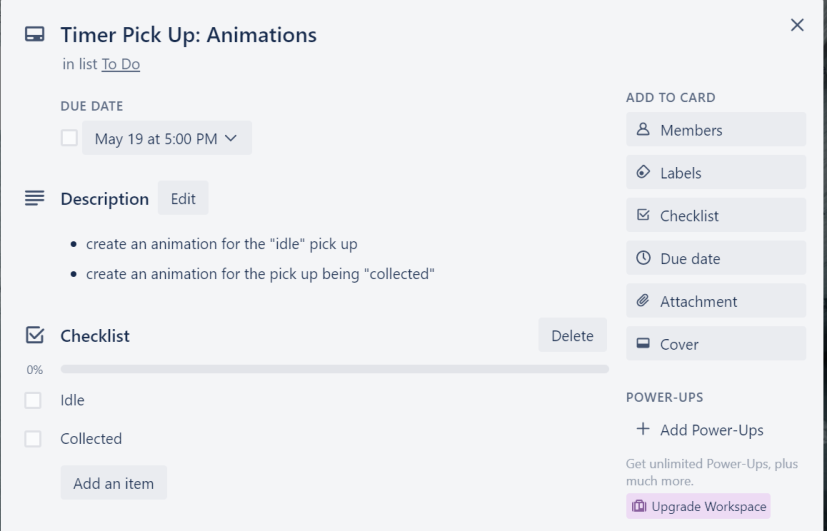 Timer Pick Up: Animations
in list To Do
DUE DATE
May 19 at 5:00 PM
Description
Edit
create an animation for the "idle" pick up
create an animation for the pick up being "collected"
Checklist
Delete
0%
Idle
Collected
Add an item
ADD TO CARD
Members
Labels
Checklist
Due date
Attachment
Cover
POWER-UPS
Add Power-Ups
Get unlimited Power-Ups, plus
much more.
Upgrade Workspace